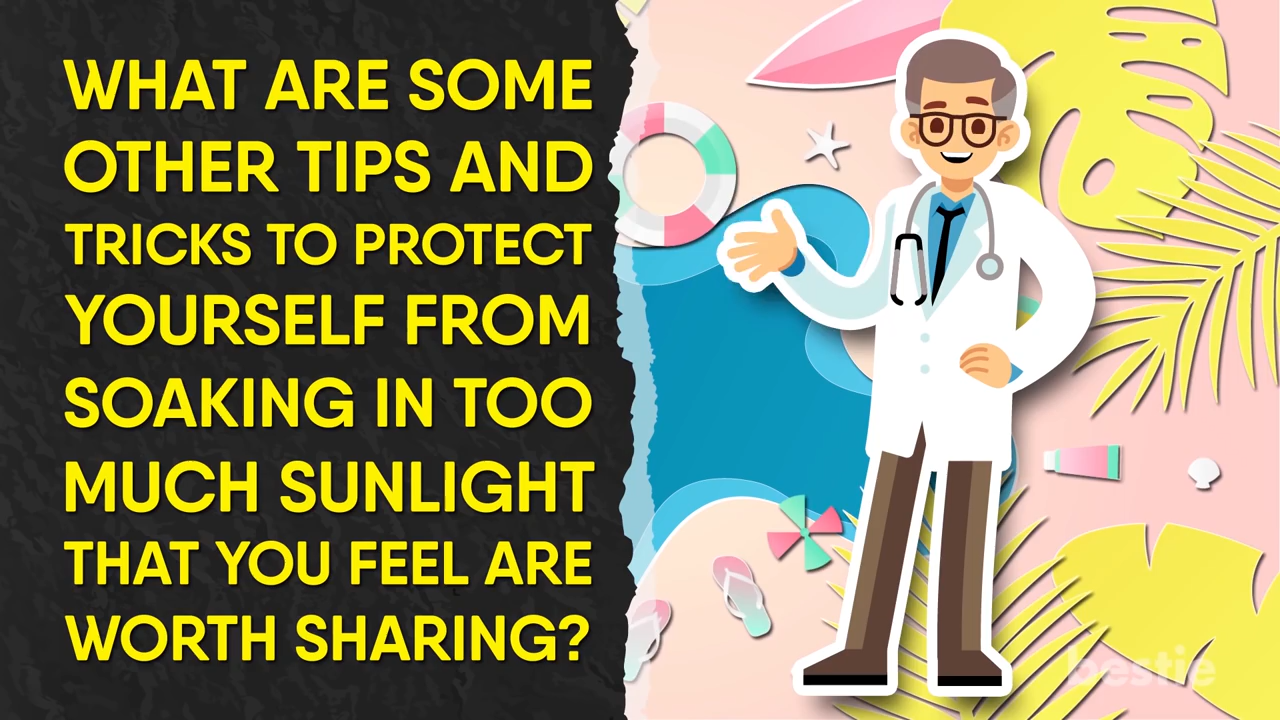 WHAT ARE SOME
OTHER TIPS AND
TRICKS TO PROTECT
YOURSELF FROM
SOAKING IN TOO
MUCH SUNLIGHT
THAT YOU FEEL ARE
WORTH SHARING?
bestie